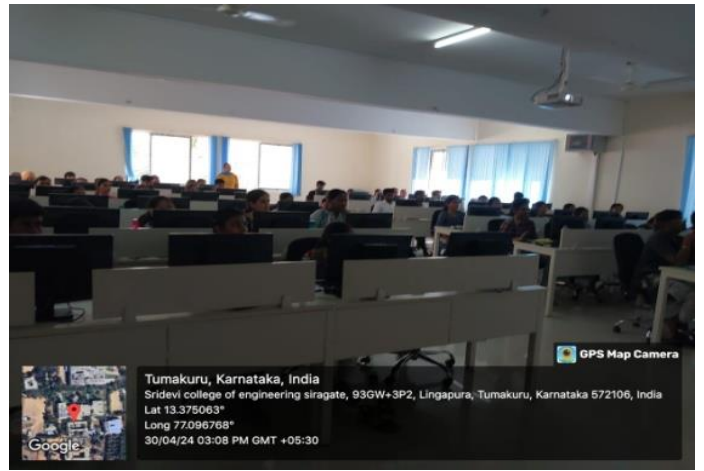 GPS Map Camera
Tumakuru, Karnataka, India
Sridevi college of engineering siragate, 93GW+3P2, Lingapura, Tumakuru, Karnataka 572106, India
Lat 13.375063°
Long 77.096768°
30/04/24 03:08 PM GMT +05:30
Google